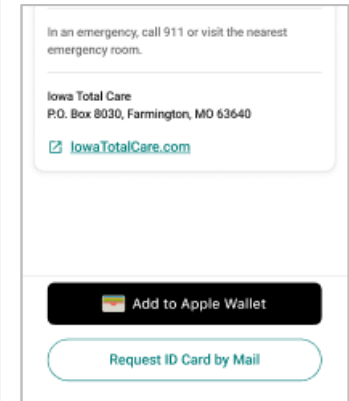 In an emergency, call 911 or visit the nearest
emergency room.
Iowa Total Care
P.O. Box 8030, Farmington, MO 63640
IowaTotalCare.com
Add to Apple Wallet
Request ID Card by Mail